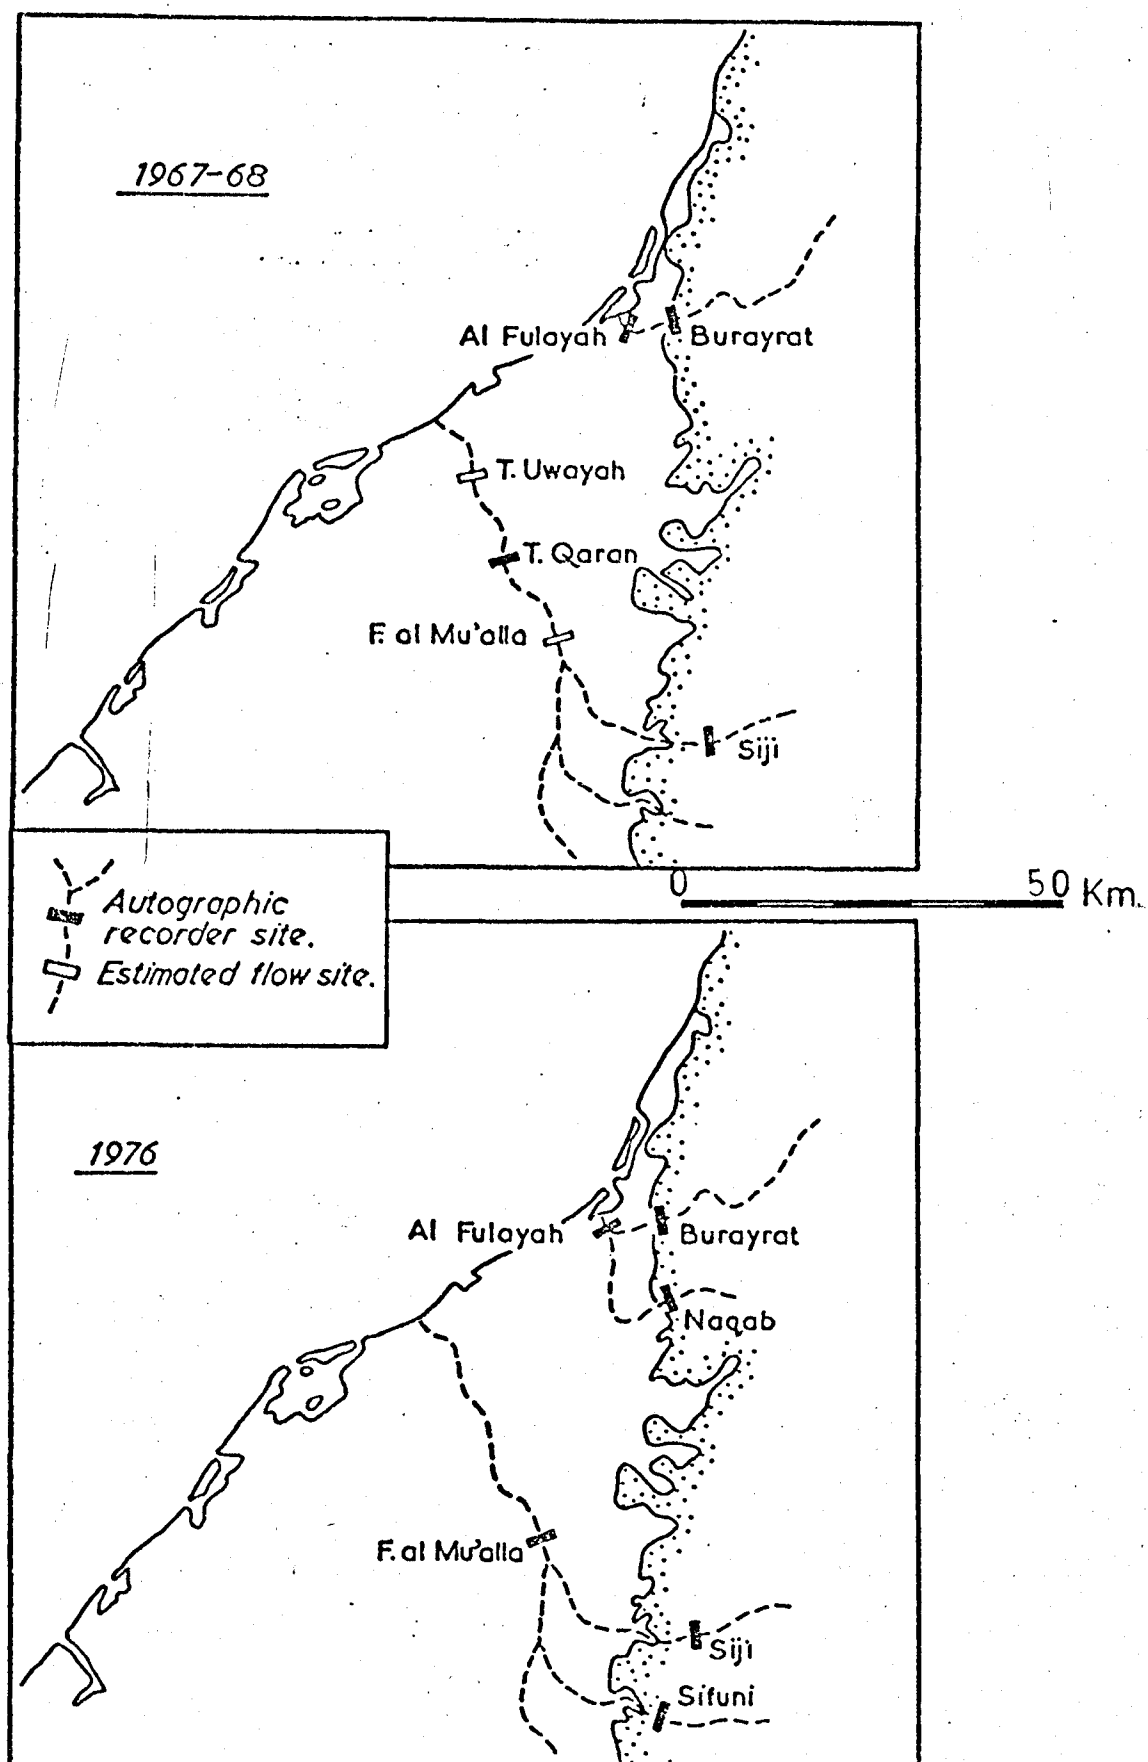 1967-68
Al Fulayah
Burayrat
T. Uwayah
T. Qaran
F. al Mu'alla
Siji
Autographic
recorder site.
Estimated flow site.
0 50 Km.
1976
Al Fulayah
Burayrat
Naqab
F. al Mu'alla
Siji
Sifuni